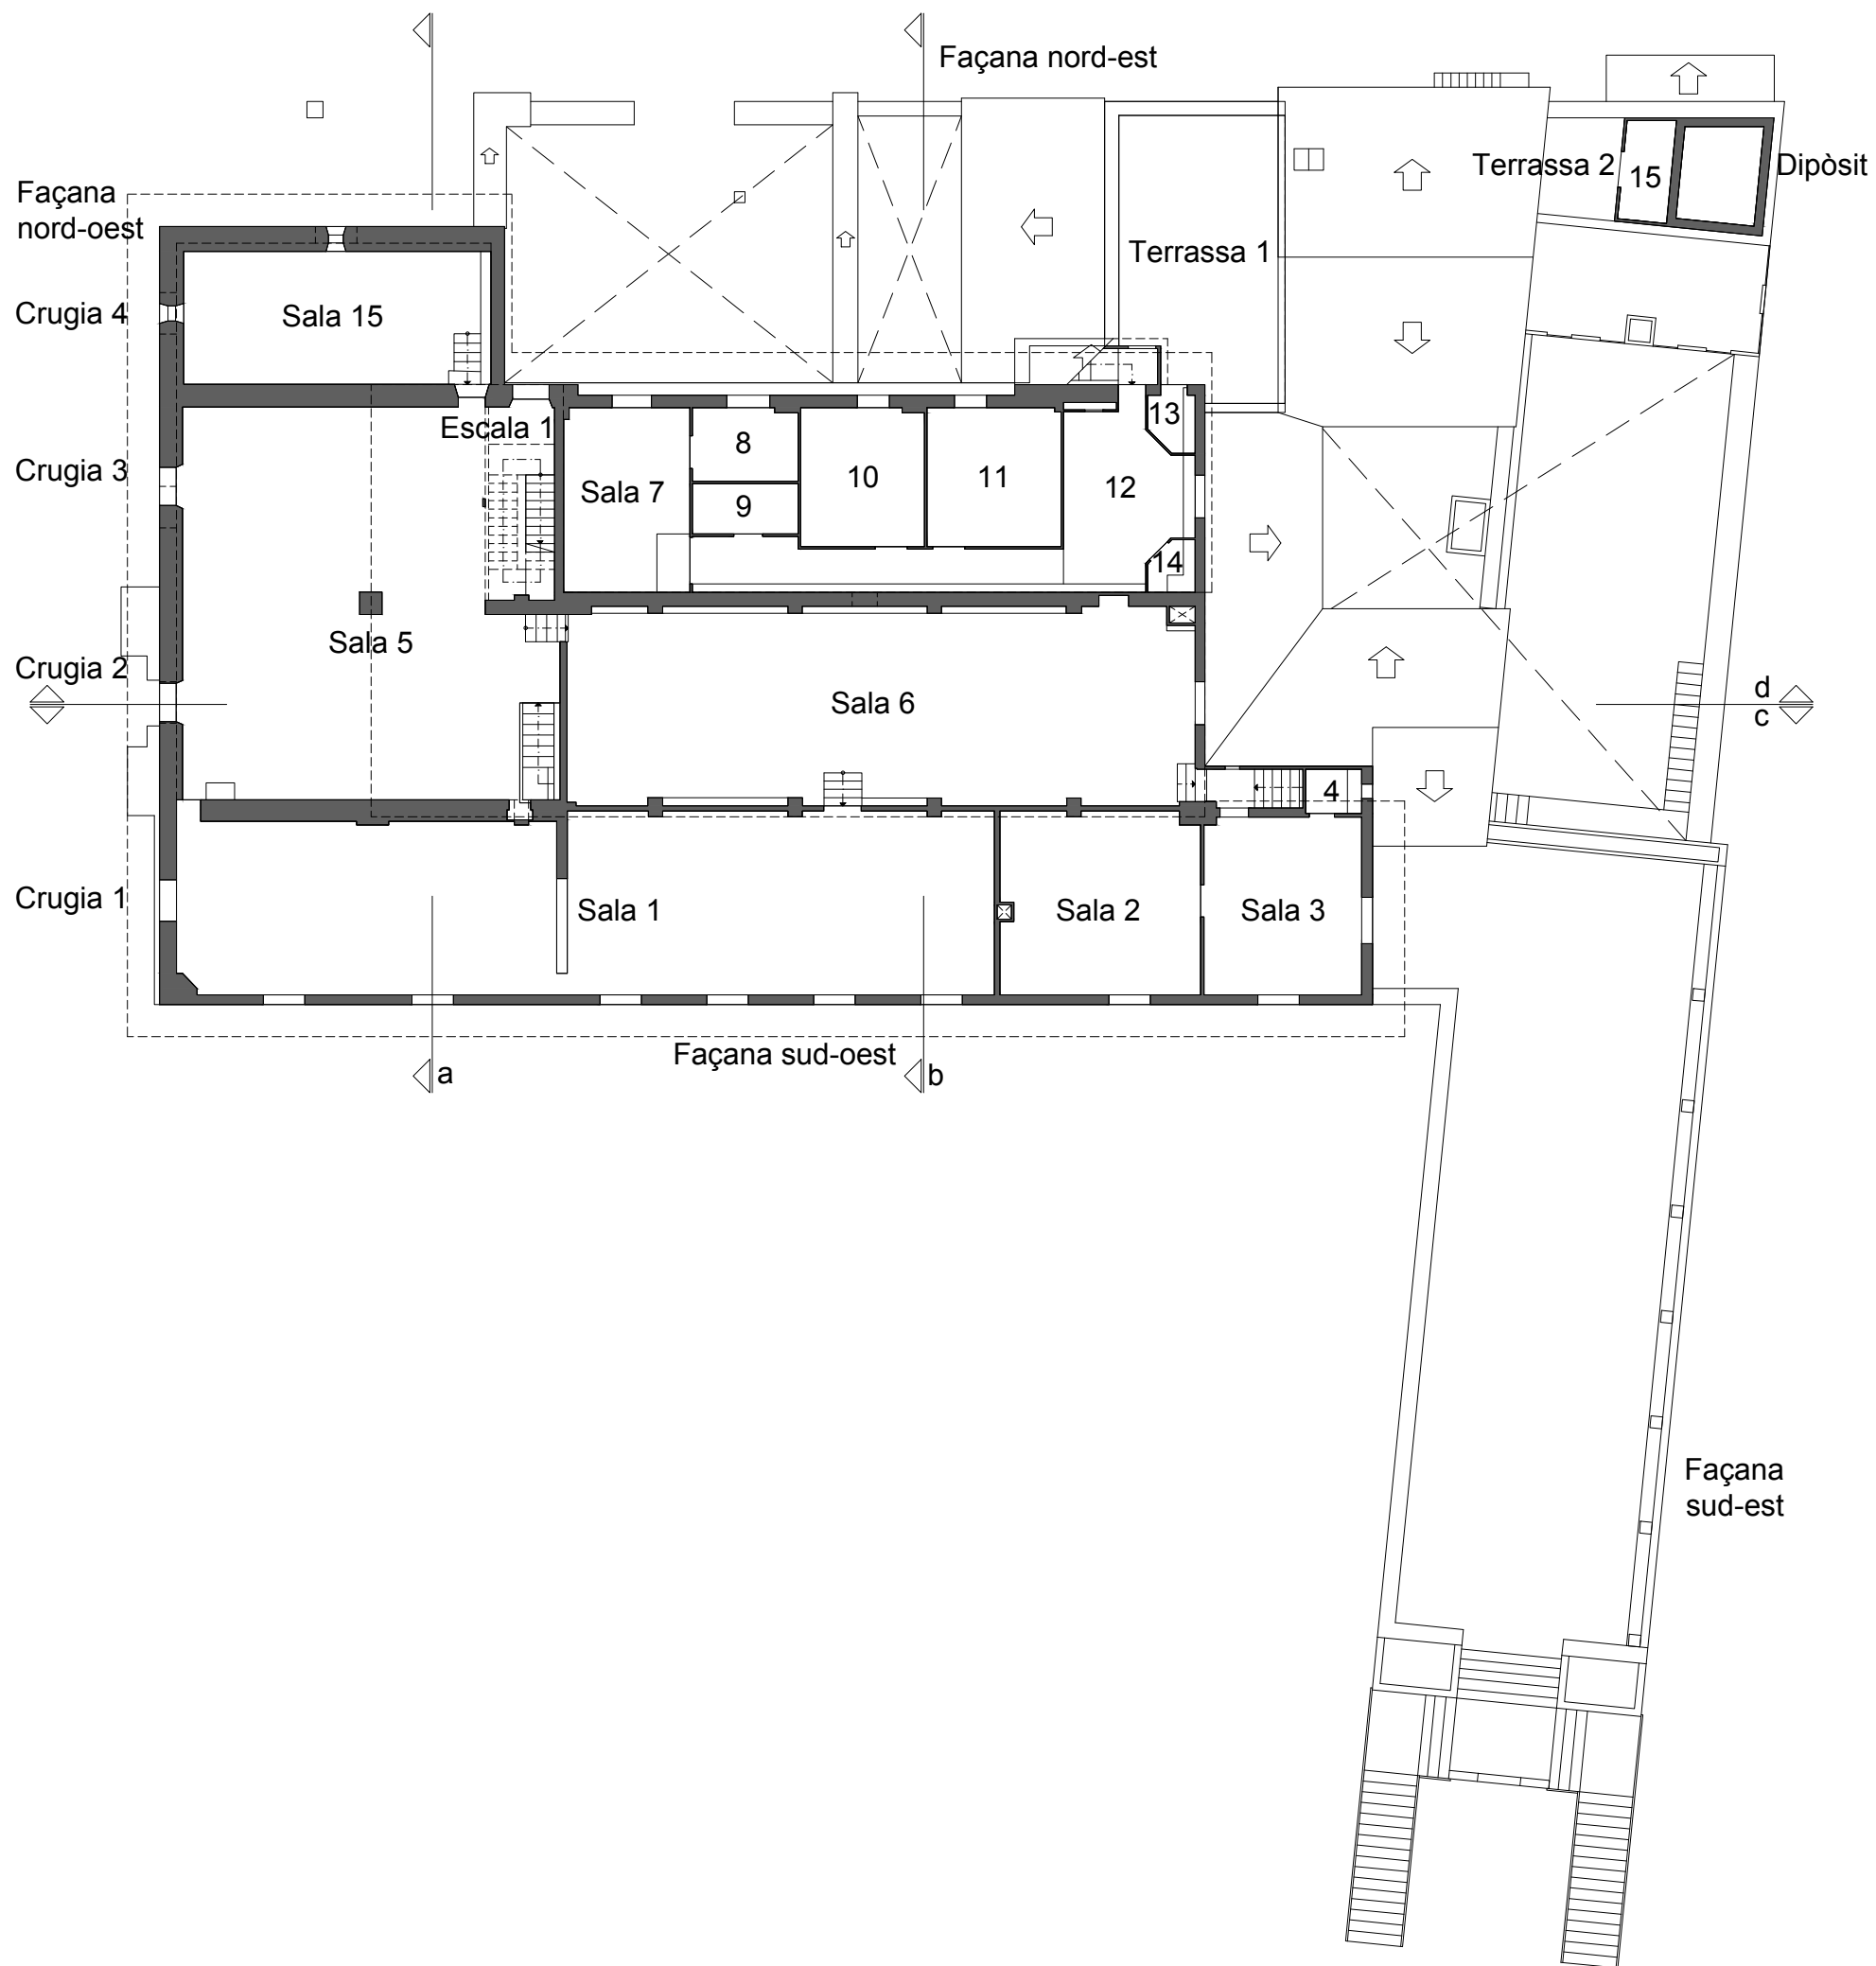 Façana nord-est
Terrassa 2
15
Dipòsit
Façana
nord-oest
Terrassa 1
Crugia 4
Sala 15
13
Escala 1
8
Crugia 3
Sala 7
10
11
12
9
14
Sala 5
Crugia 2
d
c
Sala 6
4
Crugia 1
Sala 1
Sala 2
Sala 3
Façana sud-oest
a
b
Façana
sud-est